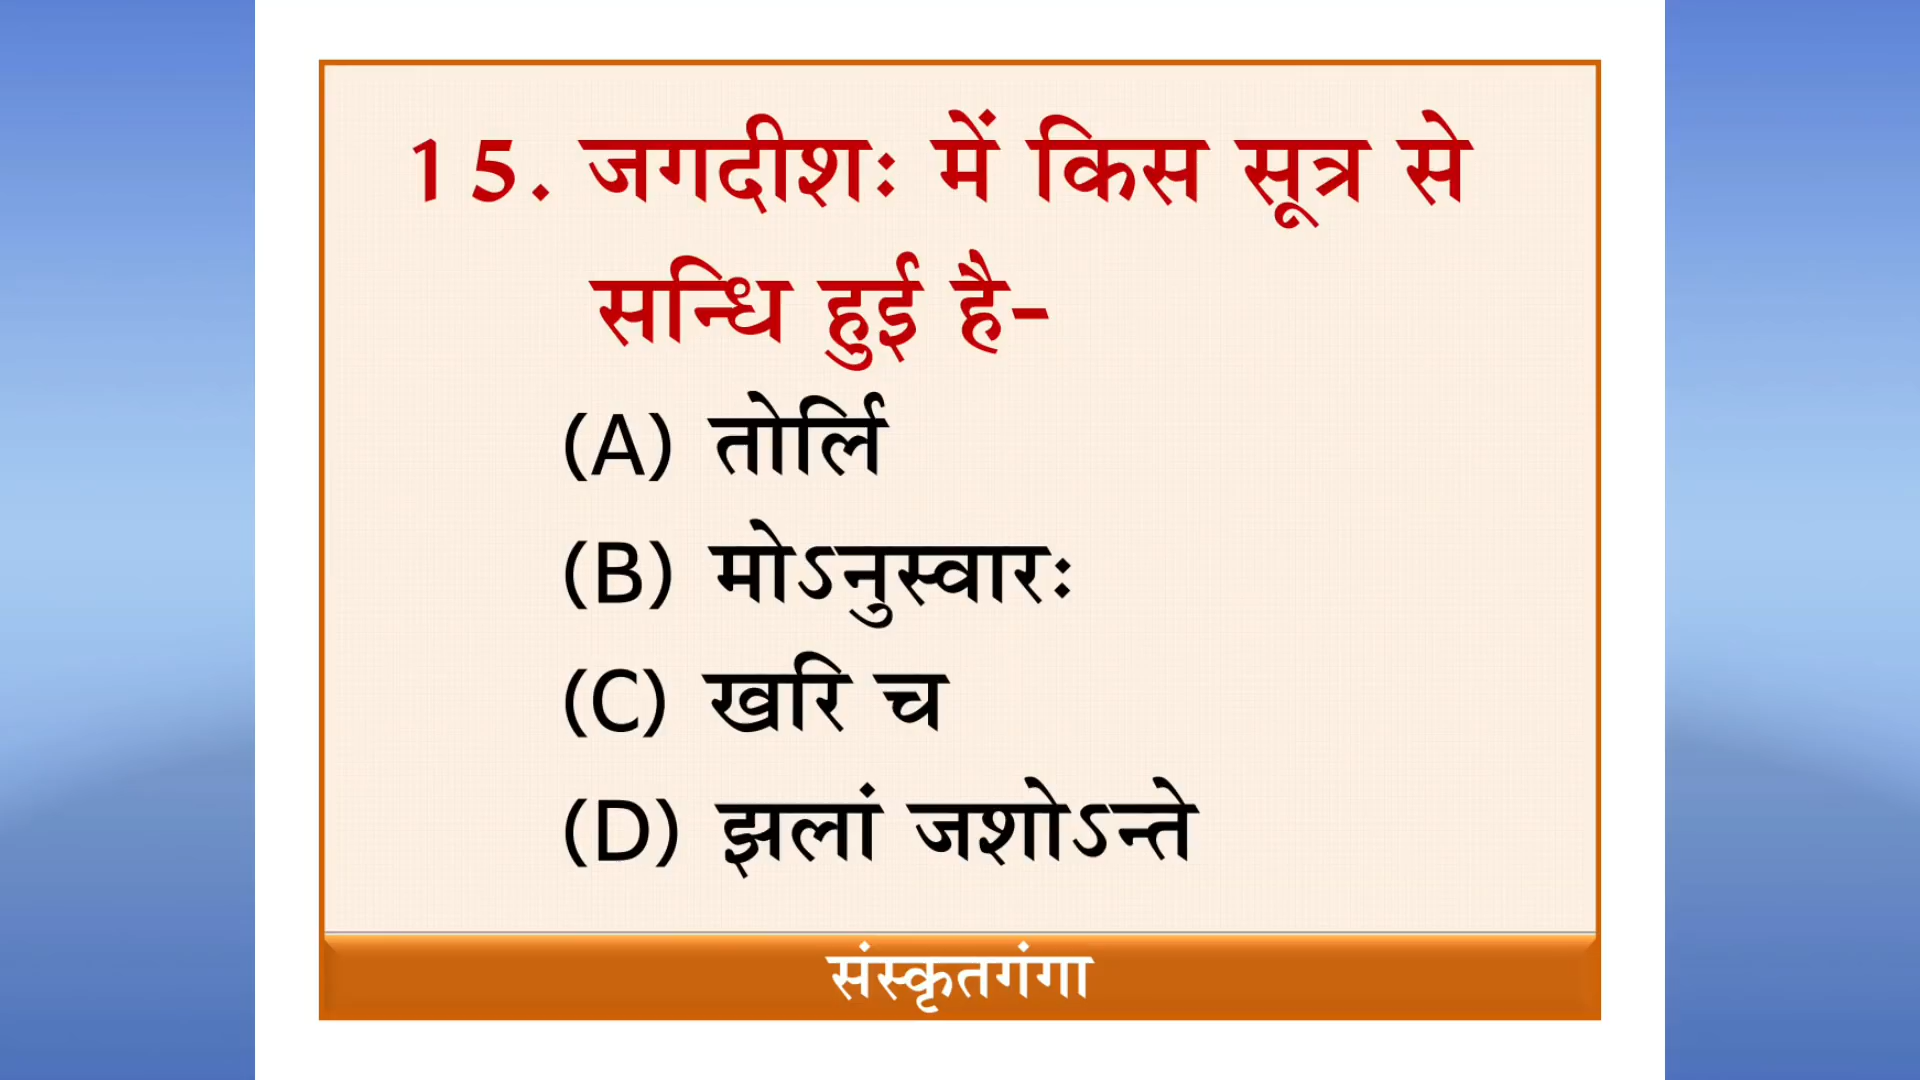 15. जगदीशः में किस सूत्र से
सन्धि हुई है-
(A) तोर्लि
(B) मोऽनुस्वारः
(C) खरि च
(D) झलां जशोऽन्ते
संस्कृतगंगा